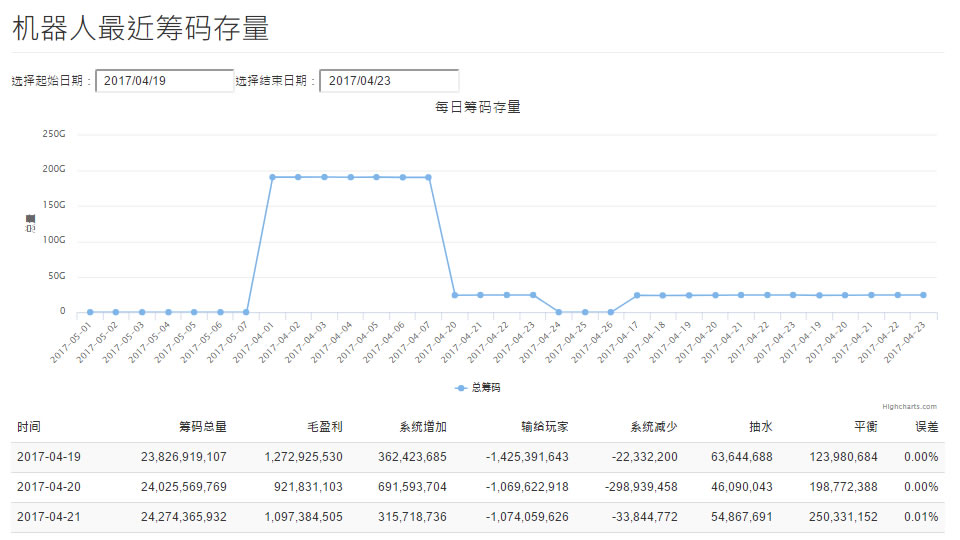 机器人最近筹码存量
选择起始日期： 2017/04/19 选择结束日期： 2017/04/23
每日筹码存量
250G
200G
150G
100G
50G
0
总量
2017-05-01 2017-05-02 2017-05-03 2017-05-04 2017-05-05 2017-05-06 2017-05-07 2017-04-01 2017-04-02 2017-04-03 2017-04-04 2017-04-05 2017-04-06 2017-04-07 2017-04-20 2017-04-21 2017-04-22 2017-04-23 2017-04-24 2017-04-25 2017-04-26 2017-04-17 2017-04-18 2017-04-19 2017-04-20 2017-04-21 2017-04-22 2017-04-23 2017-04-19 2017-04-20 2017-04-21 2017-04-22 2017-04-23
总筹码
Highcharts.com
时间 筹码总量 毛盈利 系统增加 输给玩家 系统减少 抽水 平衡 误差
2017-04-19 23,826,919,107 1,272,925,530 362,423,685 -1,425,391,643 -22,332,200 63,644,688 123,980,684 0.00%
2017-04-20 24,025,569,769 921,831,103 691,593,704 -1,069,622,918 -298,939,458 46,090,043 198,772,388 0.00%
2017-04-21 24,274,365,932 1,097,384,505 315,718,736 -1,074,059,626 -33,844,772 54,867,691 250,331,152 0.01%